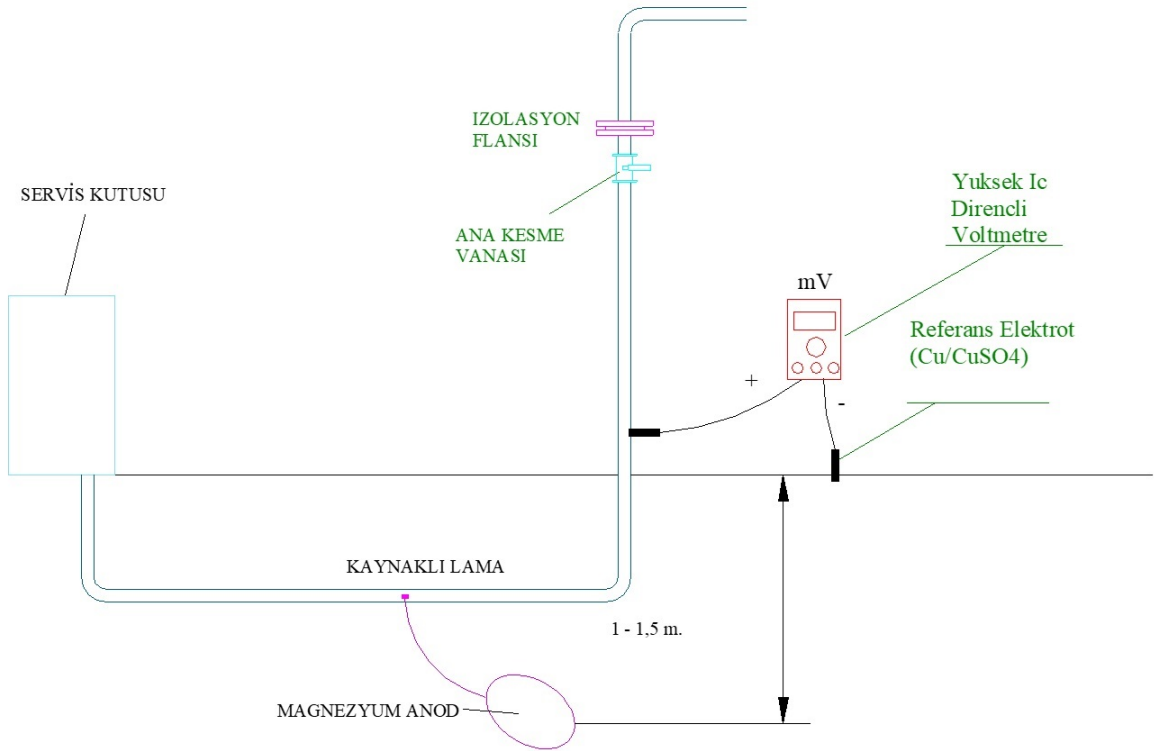 IZOLASYON
FLANSI
SERVİS KUTUSU
ANA KESME
VANASI
Yuksek Ic
Direncli
Voltmetre
mV
Referans Elektrot
(Cu/CuSO4)
+
-
KAYNAKLI LAMA
1 - 1,5 m.
MAGNEZYUM ANOD